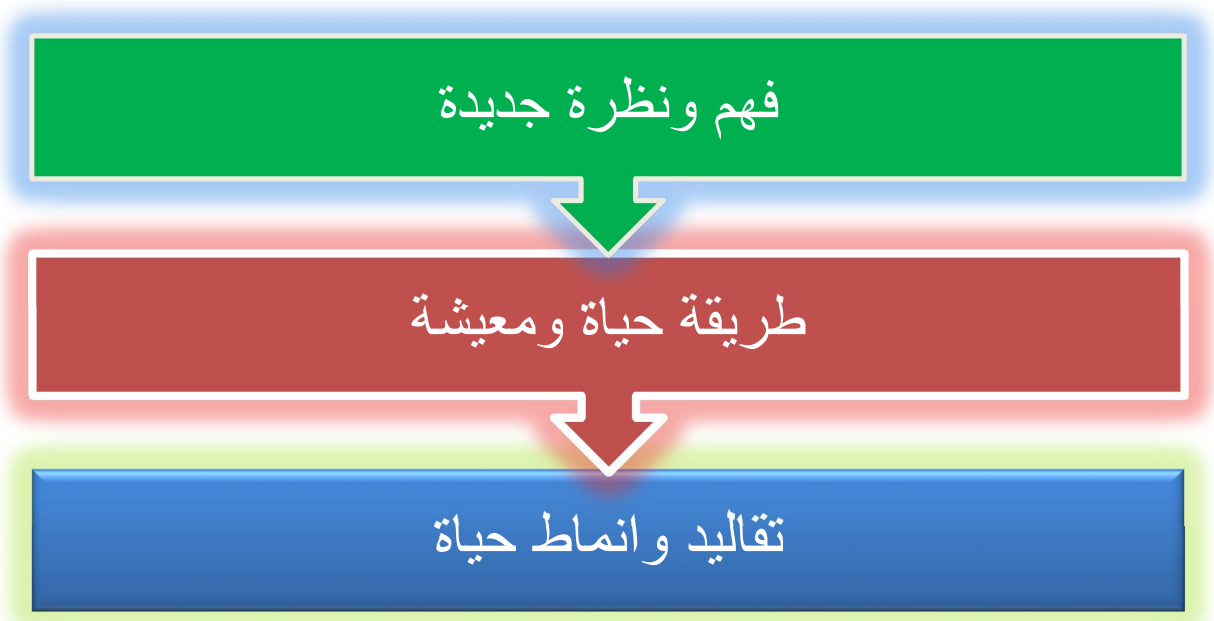 فهم ونظرة جديدة
طريقة حياة ومعيشة
تقاليد وانماط حياة